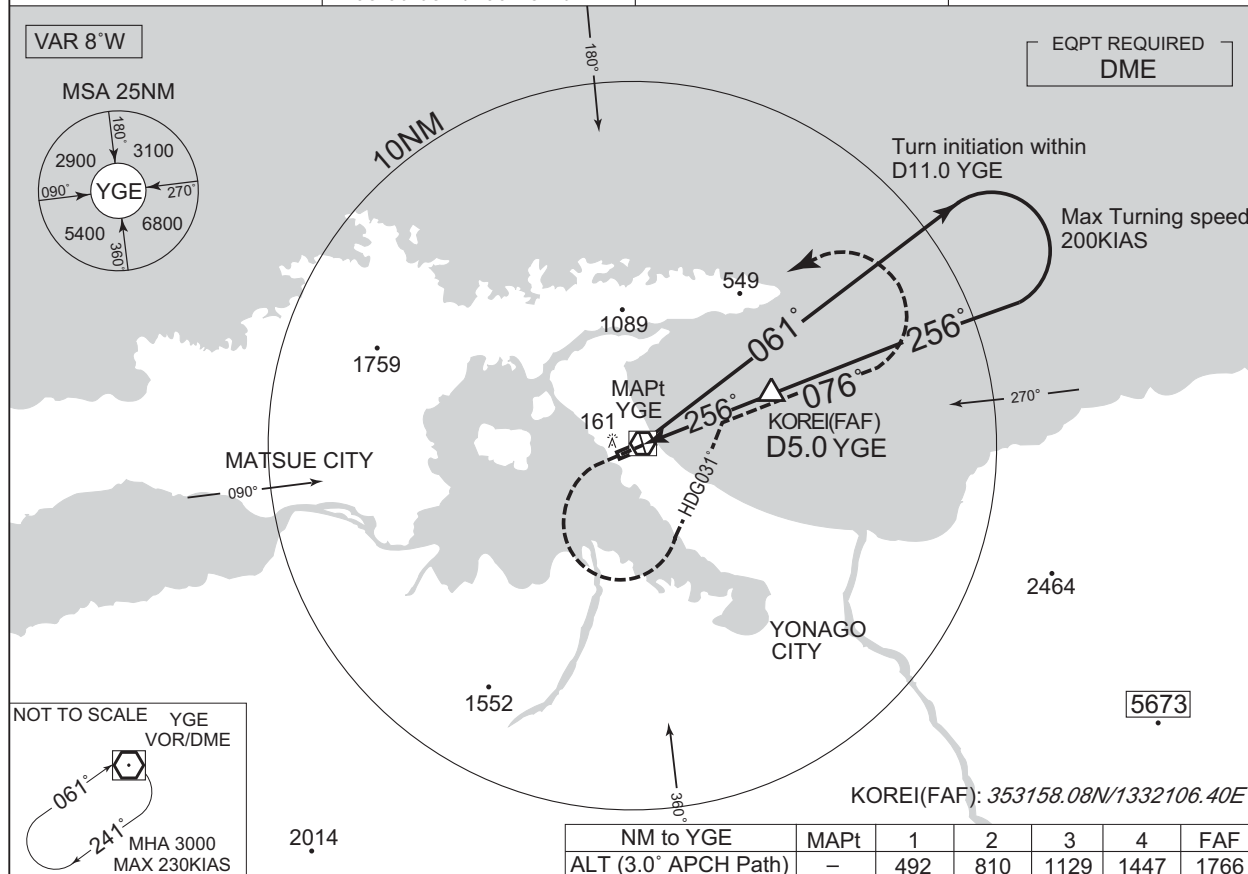 VAR 8°W
EQPT REQUIRED
DME
MSA 25NM
180°
2900
3100
090°
YGE
270°
5400
6800
360°
180°
10NM
Turn initiation within
D11.0 YGE
Max Turning speed
200KIAS
549
1089
061°
256°
1759
MAPt
YGE
256°
076°
270°
161
KOREI(FAF)
D5.0 YGE
MATSUE CITY
090°
HDG031°
2464
YONAGO
CITY
1552
5673
360°
NOT TO SCALE
YGE
VOR/DME
061°
241°
MHA 3000
MAX 230KIAS
2014
KOREI(FAF): 353158.08N/1332106.40E
NM to YGE MAPt 1 2 3 4 FAF
ALT (3.0° APCH Path) – 492 810 1129 1447 1766